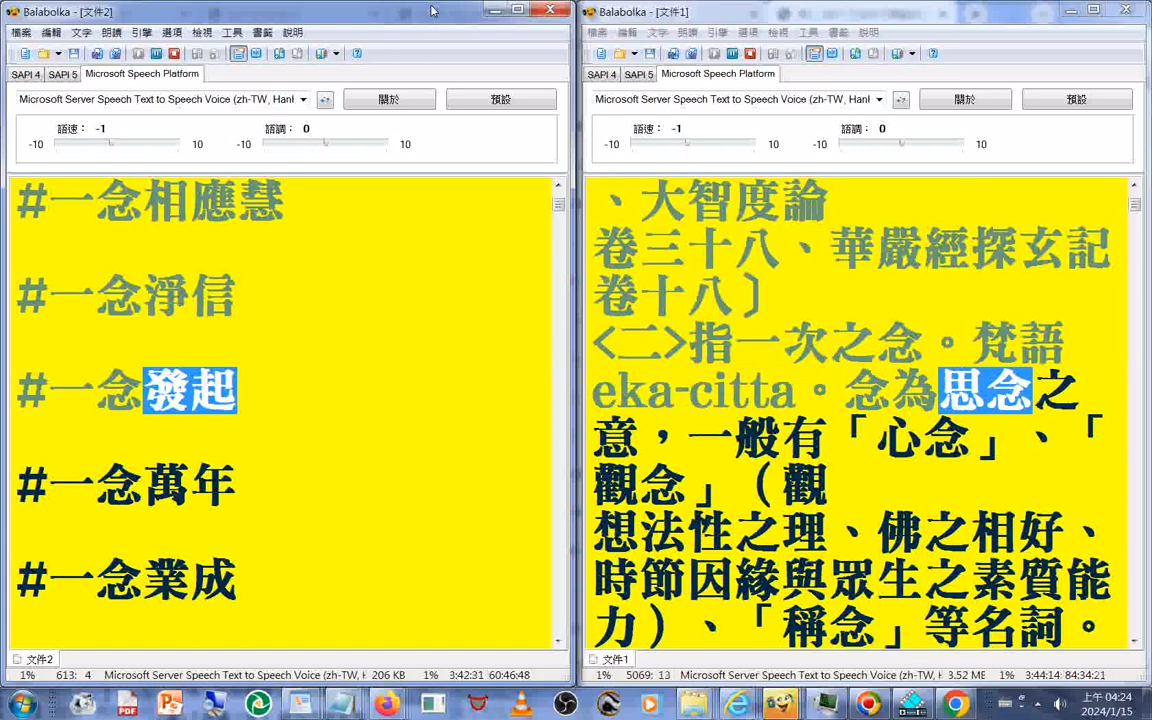 Balabolka - [文件2]
檔案 編輯 文字 朗讀 引擎 選項 檢視 工具 書籤 說明
SAPI 4 SAPI 5 Microsoft Speech Platform
Microsoft Server Speech Text to Speech Voice (zh-TW, HanH
關於 預設
語速： -1 語調： 0
-10 10 -10 10
#一念相應慧
#一念淨信
#一念發起
#一念萬年
#一念業成
文件2
1% 613: 4 Microsoft Server Speech Text to Speech Voice (zh-TW, Hanl 206 KB 1% 3:42:31 60:46:48
Balabolka - [文件1]
檔案 編輯 文字 朗讀 引擎 選項 檢視 工具 書籤 說明
SAPI 4 SAPI 5 Microsoft Speech Platform
Microsoft Server Speech Text to Speech Voice (zh-TW, HanH
關於 預設
語速： -1 語調： 0
-10 10 -10 10
、大智度論
卷三十八、華嚴經探玄記
卷十八〕
<二>指一次之念。梵語
eka-citta。念為思念之
意，一般有「心念」、「
觀念」（觀
想法性之理、佛之相好、
時節因緣與眾生之素質能
力）、「稱念」等名詞。
文件1
1% 5069: 13 Microsoft Server Speech Text to Speech Voice (zh-TW, Hanl 3.52 MB 1% 3:44:14 84:34:21
PDF
上午 04:24
2024/1/15